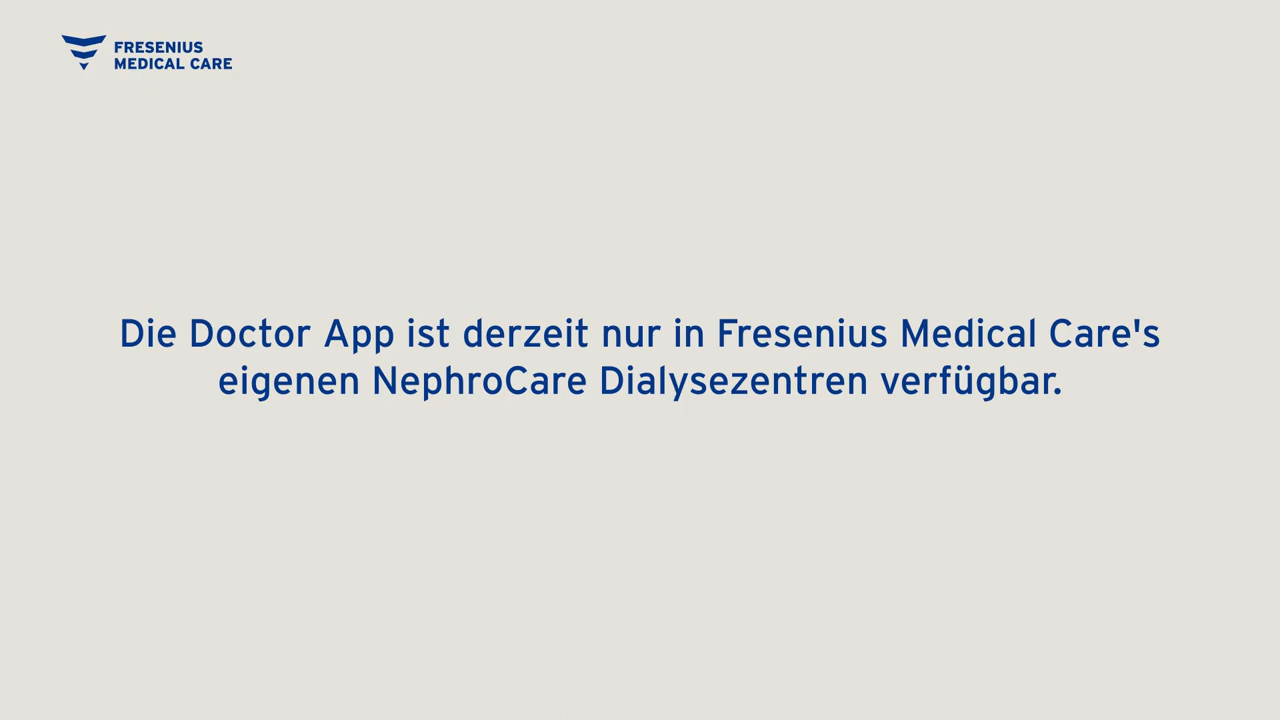 FRESENIUS
MEDICAL CARE
Die Doctor App ist derzeit nur in Fresenius Medical Care's
eigenen NephroCare Dialysezentren verfügbar.